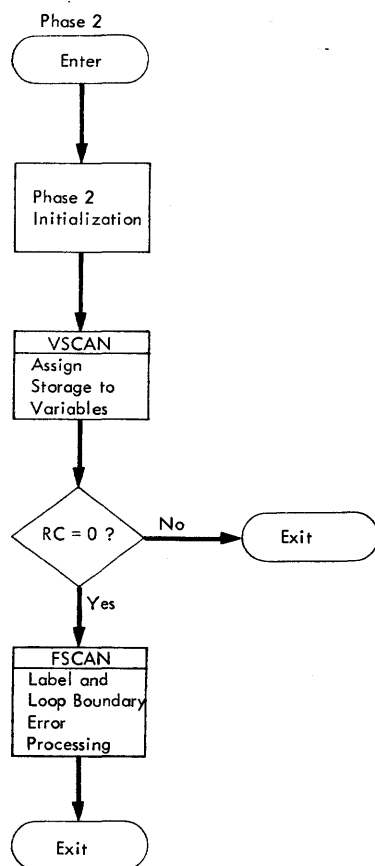 Phase 2
Enter
Phase 2
Initialization
VSCAN
Assign
Storage to
Variables
RC = 0 ?
No
Exit
Yes
FSCAN
Label and
Loop Boundary
Error
Processing
Exit